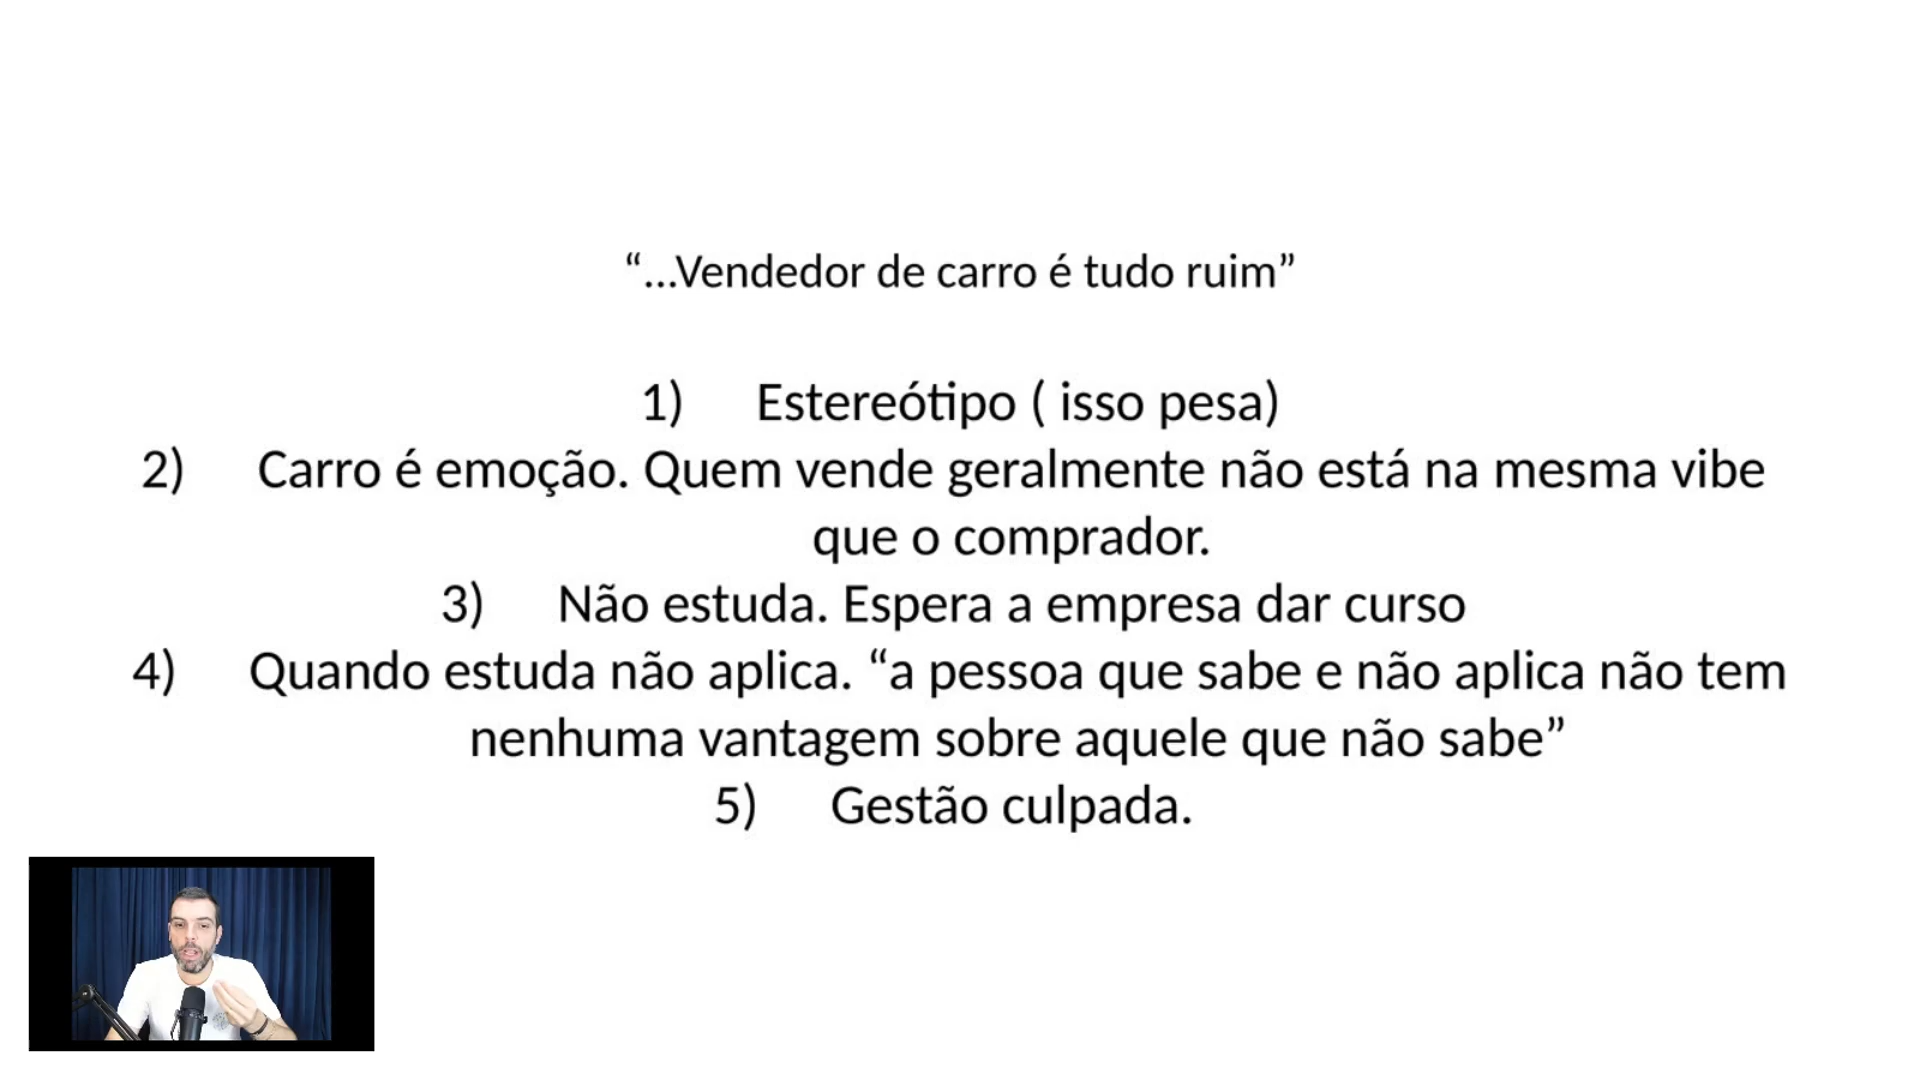 “...Vendedor de carro é tudo ruim”
1) Estereótipo ( isso pesa)
2) Carro é emoção. Quem vende geralmente não está na mesma vibe
que o comprador.
3) Não estuda. Espera a empresa dar curso
4) Quando estuda não aplica. “a pessoa que sabe e não aplica não tem
nenhuma vantagem sobre aquele que não sabe”
5) Gestão culpada.